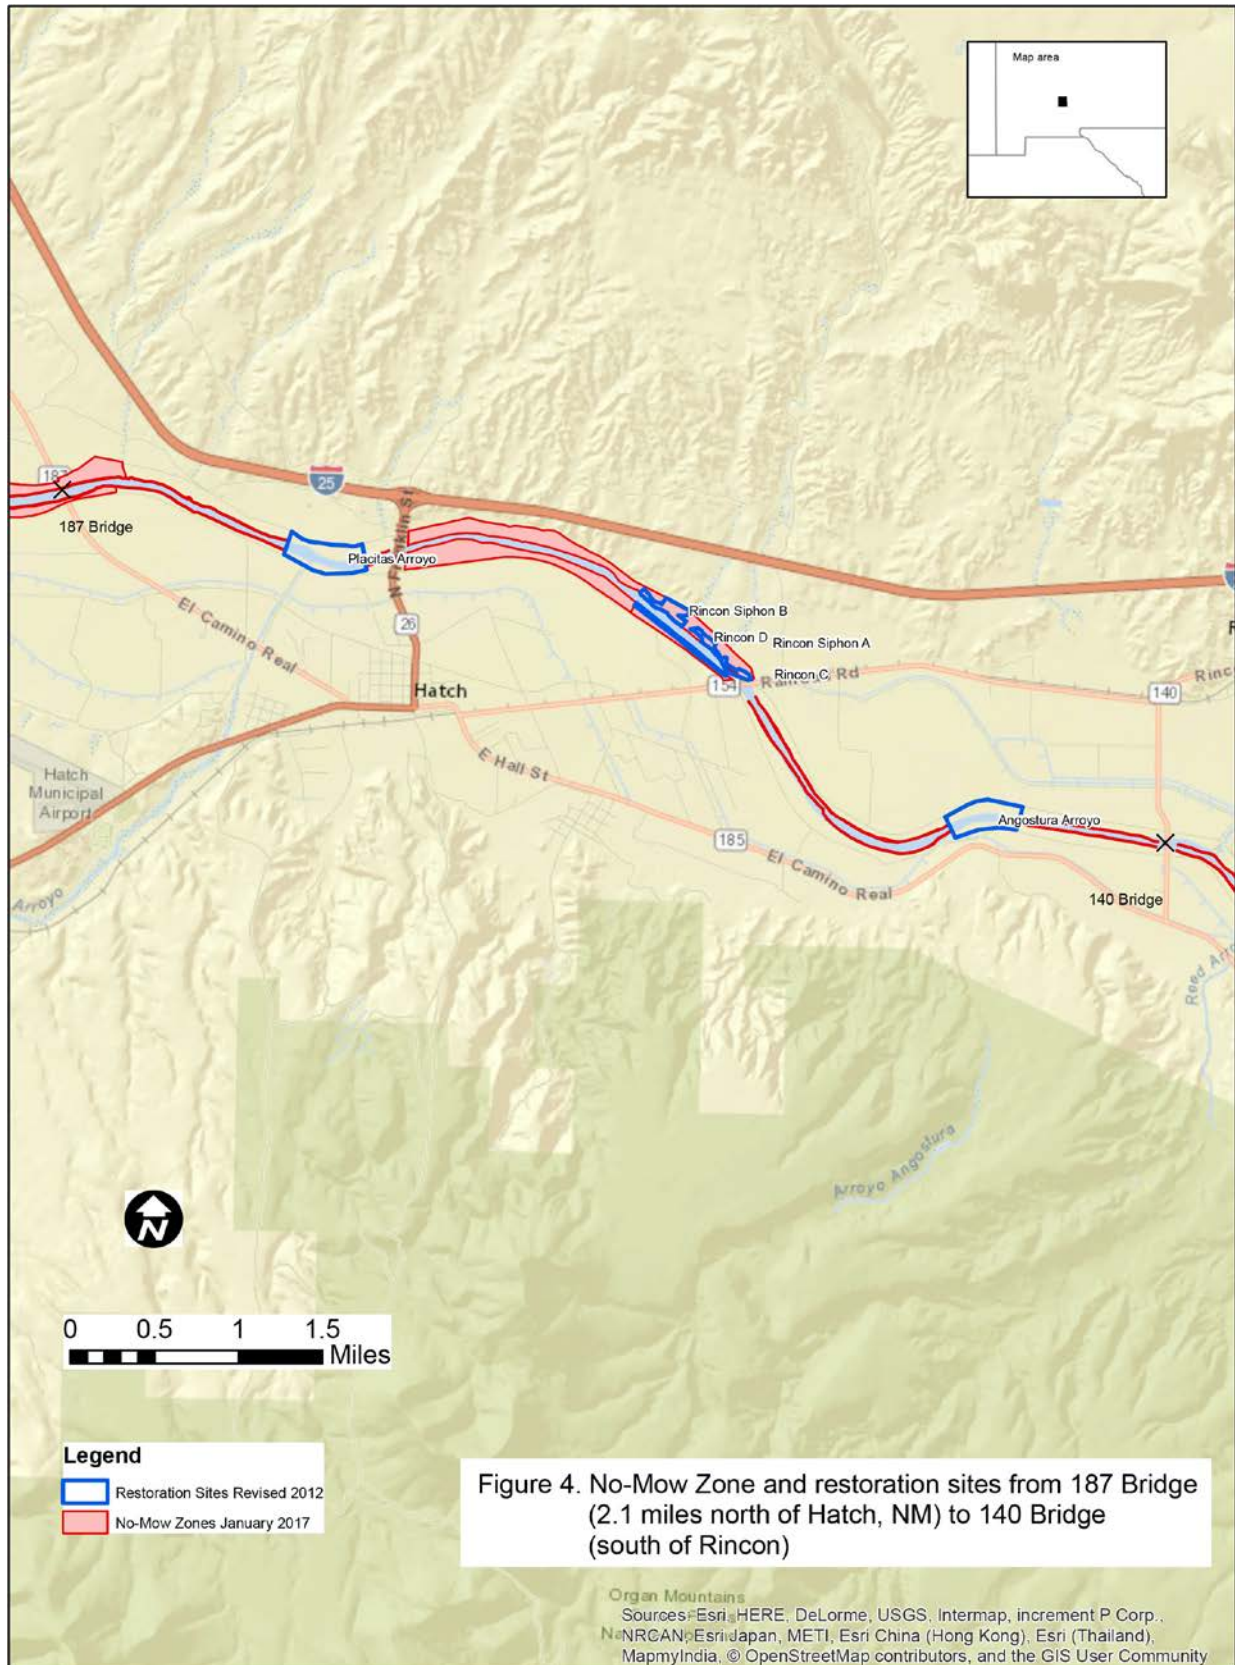 Map area
187
25
187 Bridge
Placitas Arroyo
N Franklin St
El Camino Real
26
Rincon Siphon B
Rincon D
Rincon Siphon A
Rincon C
154
Rd
140
Hatch
E Hall St
Hatch
Municipal
Airport
Angostura Arroyo
185
El Camino Real
Arroyo
140 Bridge
Arroyo Angostura
N
0 0.5 1 1.5
Miles
Legend
Restoration Sites Revised 2012
No-Mow Zones January 2017
Figure 4. No-Mow Zone and restoration sites from 187 Bridge
(2.1 miles north of Hatch, NM) to 140 Bridge
(south of Rincon)
Organ Mountains
Sources: Esri, HERE, DeLorme, USGS, Intermap, increment P Corp.,
NRCAN, Esri Japan, METI, Esri China (Hong Kong), Esri (Thailand),
MapmyIndia, © OpenStreetMap contributors, and the GIS User Community